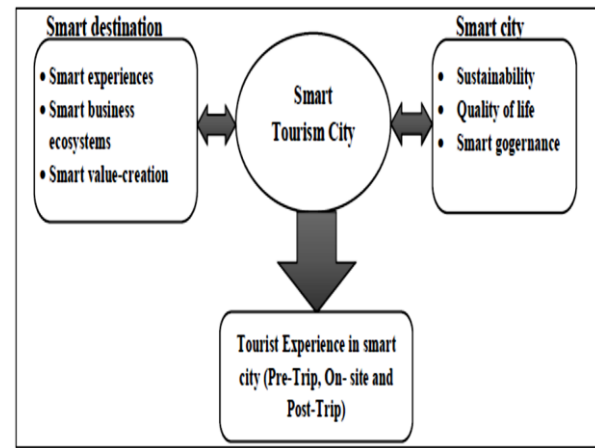 Smart destination
• Smart experiences
• Smart business
ecosystems
• Smart value-creation
Smart
Tourism City
Smart city
• Sustainability
• Quality of life
• Smart gogernance
Tourist Experience in smart
city (Pre-Trip, On- site and
Post-Trip)